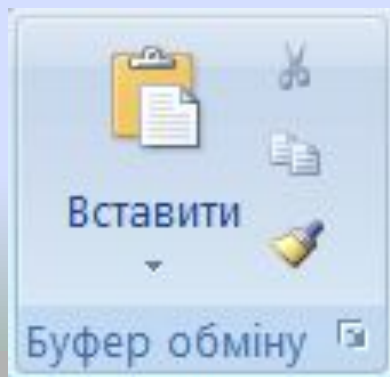 Вставити
Буфер обміну